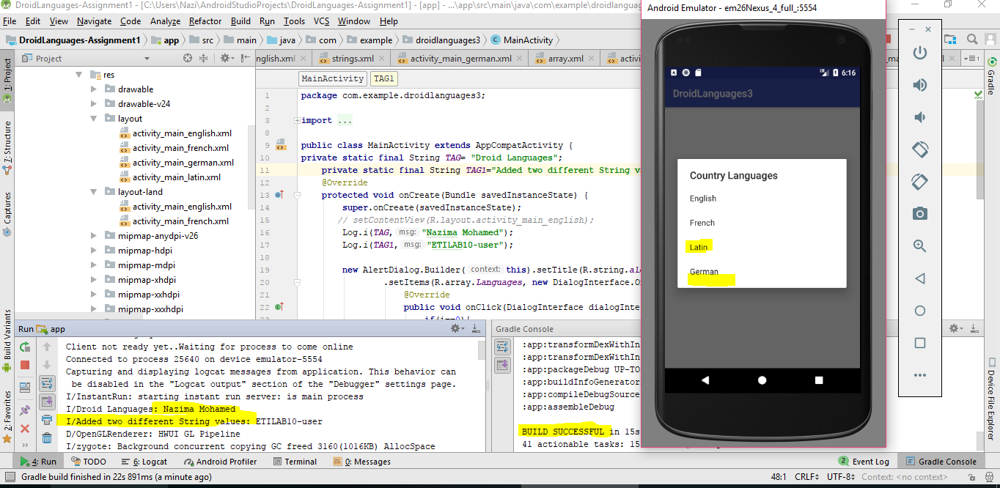 DroidLanguages-Assignment1 - [C:\Users\Nazi\AndroidStudioProjects\DroidLanguages-Assignment1] - [app] - ...\app\src\main\java\com\example\droidlanguag
File Edit View Navigate Code Analyze Refactor Build Run Tools VCS Window Help
DroidLanguages-Assignment1 app src main java com example droidlanguages3 MainActivity
Project
nglish.xml strings.xml activity_main_german.xml array.xml activi
1
MainActivity TAG1
res
drawable
drawable-v24
layout
activity_main_english.xml
activity_main_french.xml
activity_main_german.xml
activity_main_latin.xml
layout-land
activity_main_english.xml
activity_main_french.xml
mipmap-anydpi-v26
mipmap-hdpi
mipmap-mdpi
mipmap-xhdpi
mipmap-xxhdpi
mipmap-xxxhdpi
1: Project
7: Structure
Captures
Build Variants
2: Favorites
1 package com.example.droidlanguages3;
2
3 import ...
8
9 public class MainActivity extends AppCompatActivity {
10 private static final String TAG= "Droid Languages";
11 private static final String TAG1="Added two different String v
12 @Override
13 protected void onCreate(Bundle savedInstanceState) {
14 super.onCreate(savedInstanceState);
15 // setContentView(R.layout.activity_main_english);
16 Log.i(TAG, msg: "Nazima Mohamed");
17 Log.i(TAG1, msg: "ETILAB10-user");
18
19 new AlertDialog.Builder( context: this).setTitle(R.string.al
20 .setItems(R.array.Languages, new DialogInterface.O
21 @Override
22 public void onClick(DialogInterface dialogInte
if(i==0){
Android Emulator - em26Nexus_4_full_:5554
6:16
DroidLanguages3
Country Languages
English
French
Latin
German
Gradle
Device File Explorer
Run app
Client not ready yet..Waiting for process to come online
Connected to process 25640 on device emulator-5554
Capturing and displaying logcat messages from application. This behavior can
be disabled in the "Logcat output" section of the "Debugger" settings page.
I/InstantRun: starting instant run server: is main process
I/Droid Languages: Nazima Mohamed
I/Added two different String values: ETILAB10-user
D/OpenGLRenderer: HWUI GL Pipeline
I/zygote: Background concurrent copying GC freed 3160(1016KB) AllocSpace
Gradle Console
:app:transformDexWithIn
:app:transformDexWithIn
:app:packageDebug UP-TO
:app:buildInfoGenerator
:app:compileDebugSource
:app:assembleDebug
BUILD SUCCESSFUL in 15s
41 actionable tasks: 15
4: Run TODO 6: Logcat Android Profiler Terminal 0: Messages 2 Event Log Gradle Console
Gradle build finished in 22s 891ms (a minute ago) 48:1 CRLF UTF-8 Context: <no context>